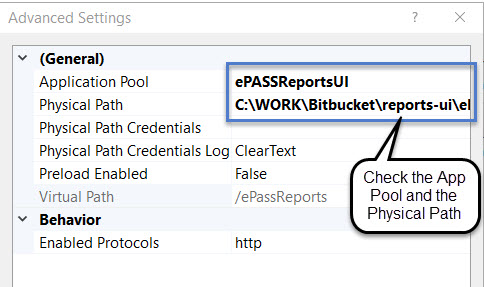 Advanced Settings ? ×
(General)
Application Pool ePASSReportsUI
Physical Path C:\WORK\Bitbucket\reports-ui\el
Physical Path Credentials
Physical Path Credentials Log ClearText
Preload Enabled False
Virtual Path /ePassReports
Behavior
Enabled Protocols http
Check the App
Pool and the
Physical Path